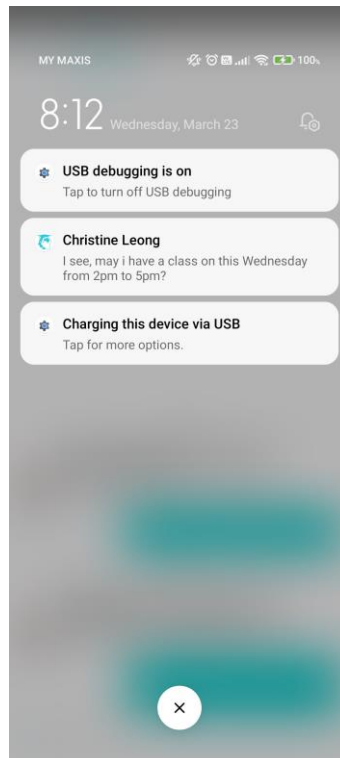 MY MAXIS 100%
8:12 Wednesday, March 23
USB debugging is on
Tap to turn off USB debugging
Christine Leong
I see, may i have a class on this Wednesday
from 2pm to 5pm?
Charging this device via USB
Tap for more options.